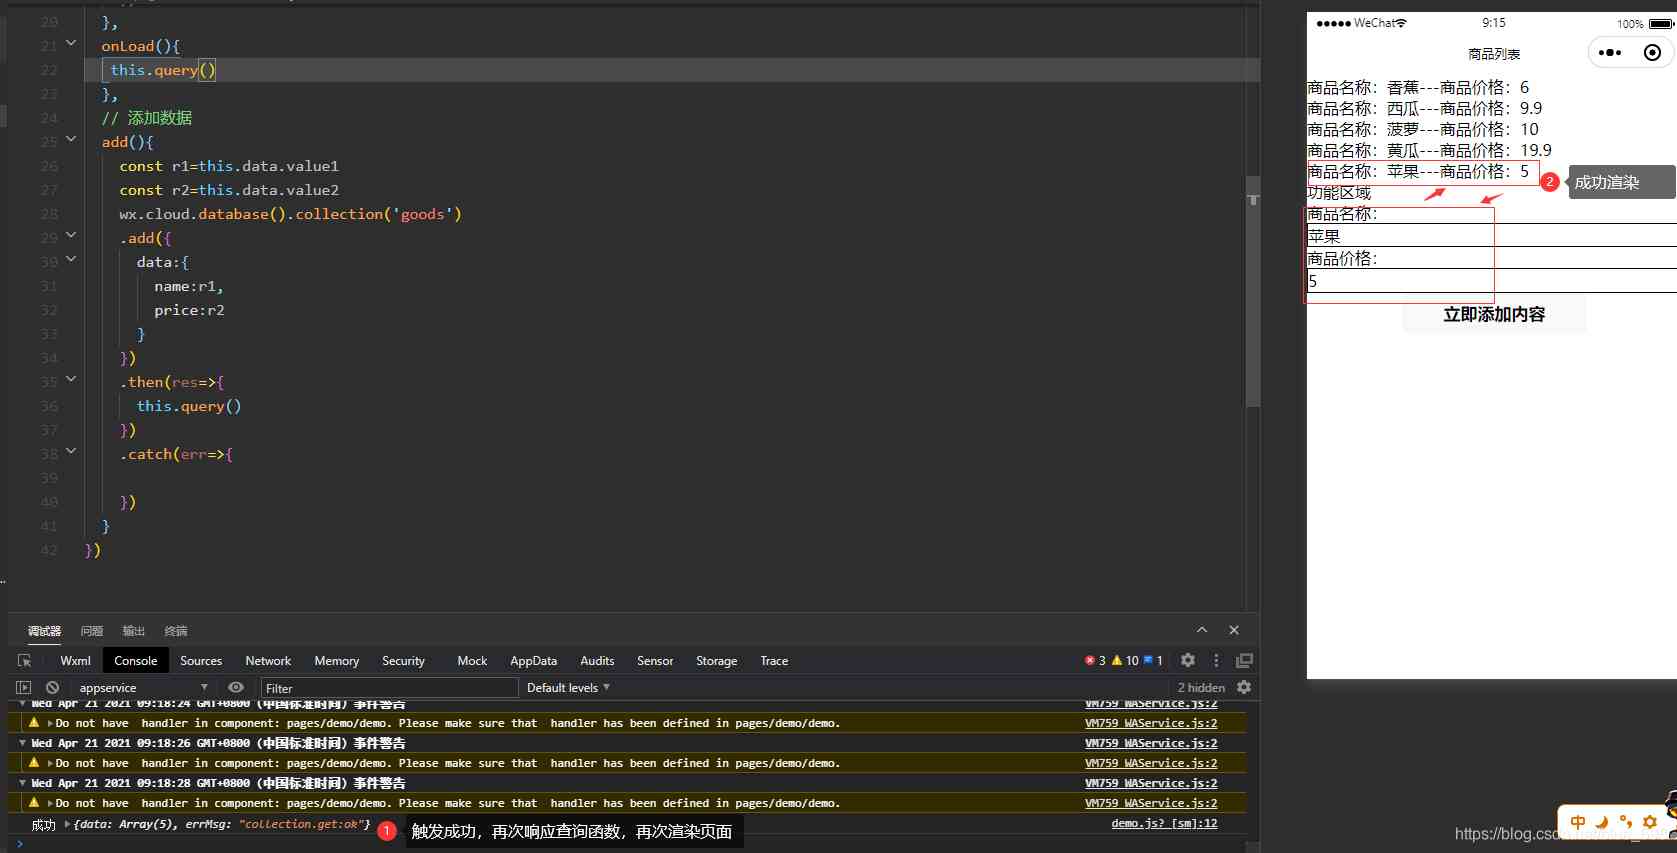 20 },
21 onLoad(){
22 this.query()
23 },
24 // 添加数据
25 add(){
26 const r1=this.data.value1
27 const r2=this.data.value2
28 wx.cloud.database().collection('goods')
29 .add({
30 data:{
31 name:r1,
32 price:r2
33 }
34 })
35 .then(res=>{
36 this.query()
37 })
38 .catch(err=>{
39
40 })
41 }
42 })
调试器 问题 输出 终端
Wxml Console Sources Network Memory Security Mock AppData Audits Sensor Storage Trace 3 10 1
appservice Filter Default levels 2 hidden
Wed Apr 21 2021 09:18:24 GMT+0800 (中国标准时间) 事件警告 VM759 WAService.js:2
Do not have  handler in component: pages/demo/demo. Please make sure that  handler has been defined in pages/demo/demo. VM759 WAService.js:2
Wed Apr 21 2021 09:18:26 GMT+0800 (中国标准时间) 事件警告 VM759 WAService.js:2
Do not have  handler in component: pages/demo/demo. Please make sure that  handler has been defined in pages/demo/demo. VM759 WAService.js:2
Wed Apr 21 2021 09:18:28 GMT+0800 (中国标准时间) 事件警告 VM759 WAService.js:2
Do not have  handler in component: pages/demo/demo. Please make sure that  handler has been defined in pages/demo/demo. VM759 WAService.js:2
成功 {data: Array(5), errMsg: "collection.get:ok"} demo.js? [sm]:12
1 触发成功，再次响应查询函数，再次渲染页面
WeChat 9:15 100%
商品列表
商品名称：香蕉---商品价格：6
商品名称：西瓜---商品价格：9.9
商品名称：菠萝---商品价格：10
商品名称：黄瓜---商品价格：19.9
商品名称：苹果---商品价格：5
2 成功渲染
功能区域
商品名称：
苹果
商品价格：
5
立即添加内容
中
https://blog.cs